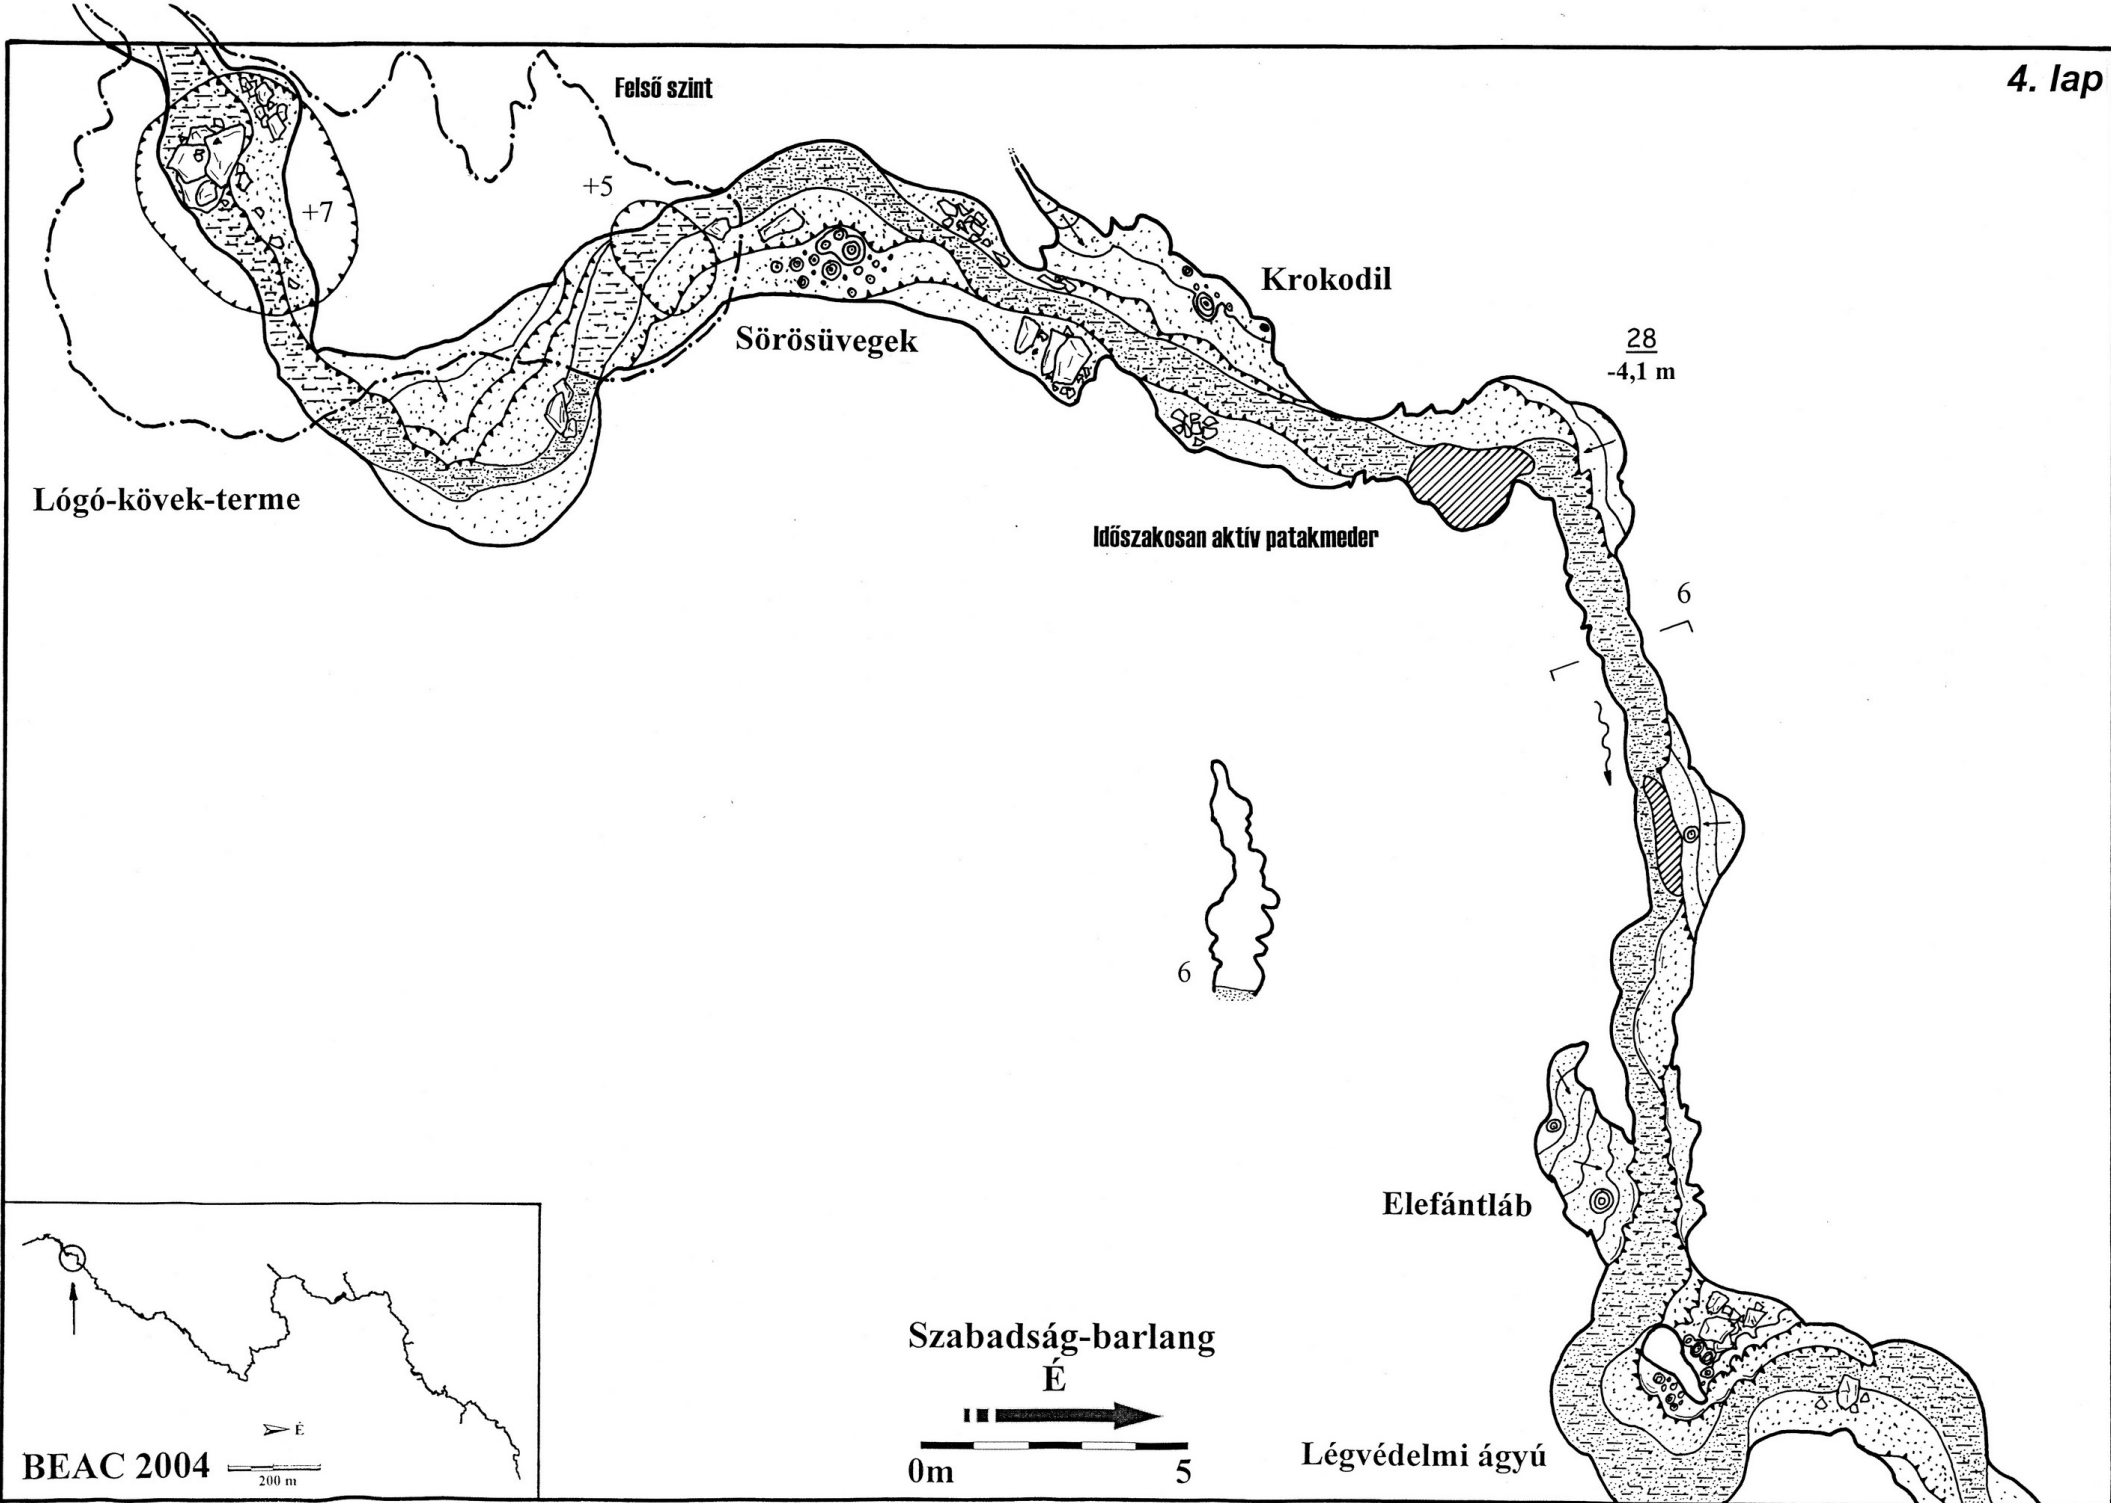 4. lap
Felső szint
+5
+7
Krokodil
Sörösüvegek
28
-4,1 m
Lógó-kövek-terme
Időszakosan aktív patakmeder
6
6
Elefántláb
Szabadság-barlang
É
0m 5
Légvédelmi ágyú
É
BEAC 2004
200 m